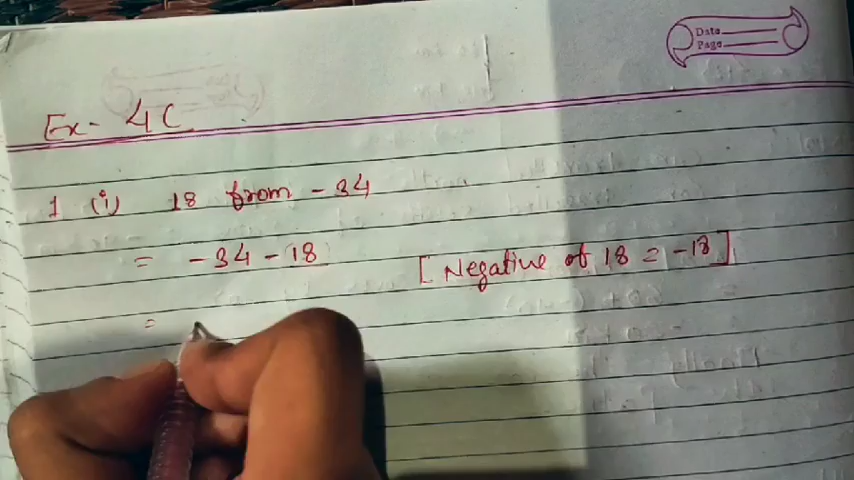 Date
Page
Ex- 4C
1 (i) 18 from -34
= -34-18 [Negative of 18 = -18]
=